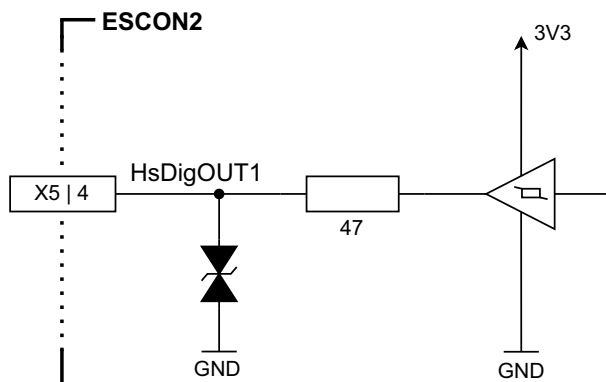 ESCON2
3V3
HsDigOUT1
X5 | 4
47
GND
GND